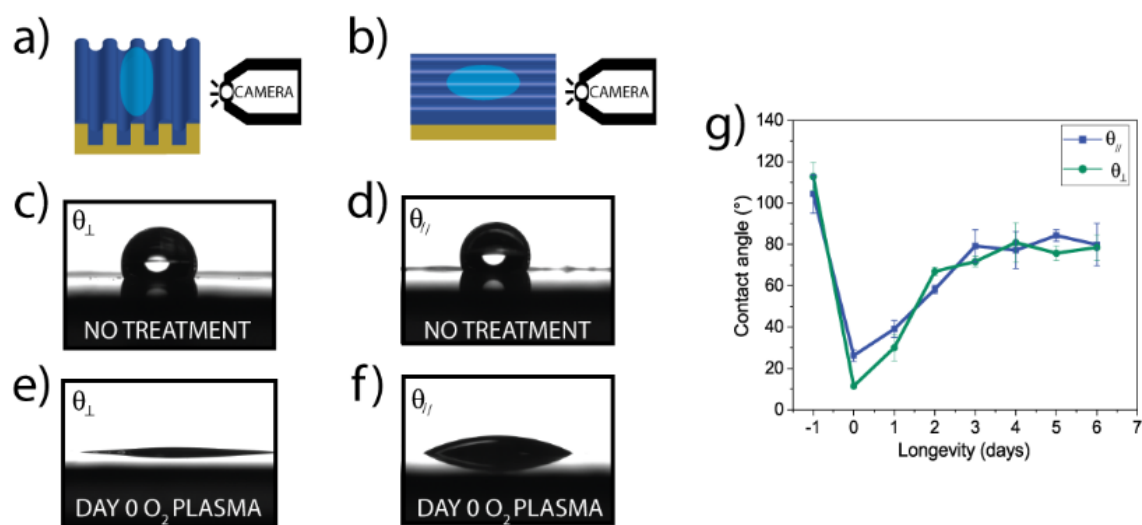 a)
CAMERA
b)
CAMERA
c)
θ⊥
NO TREATMENT
d)
θ//
NO TREATMENT
e)
θ⊥
DAY 0 O₂ PLASMA
f)
θ//
DAY 0 O₂ PLASMA
g)
Contact angle (°)
140
120
100
80
60
40
20
0
θ//
θ⊥
-1 0 1 2 3 4 5 6 7
Longevity (days)